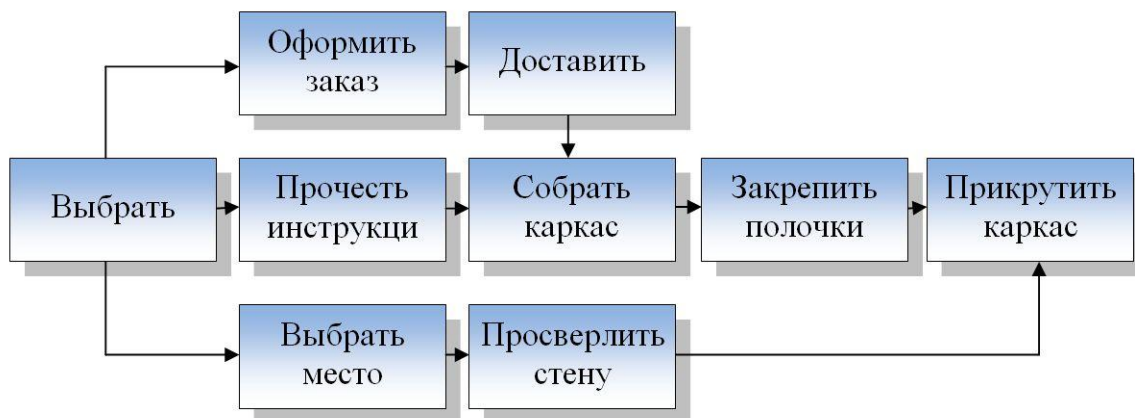 Оформить
заказ
Доставить
Выбрать
Прочесть
инструкци
Собрать
каркас
Закрепить
полочки
Прикрутить
каркас
Выбрать
место
Просверлить
стену